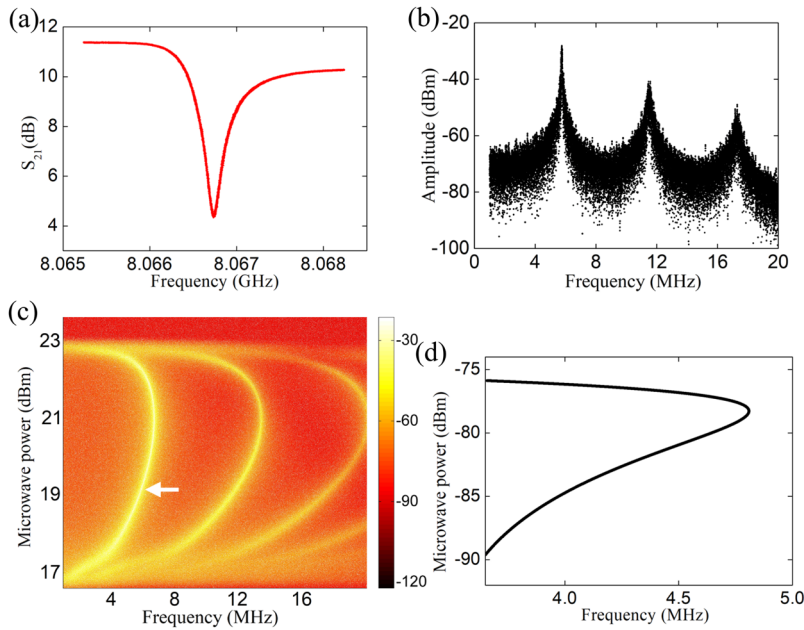 (a)
12
10
8
6
4
S21(dB)
8.065 8.066 8.067 8.068
Frequency (GHz)
(b)
-20
-40
-60
-80
-100
Amplitude (dBm)
0 4 8 12 16 20
Frequency (MHz)
(c)
23
21
19
17
Microwave power (dBm)
4 8 12 16
Frequency (MHz)
-30
-60
-90
-120
(d)
-75
-80
-85
-90
Microwave power (dBm)
4.0 4.5 5.0
Frequency (MHz)